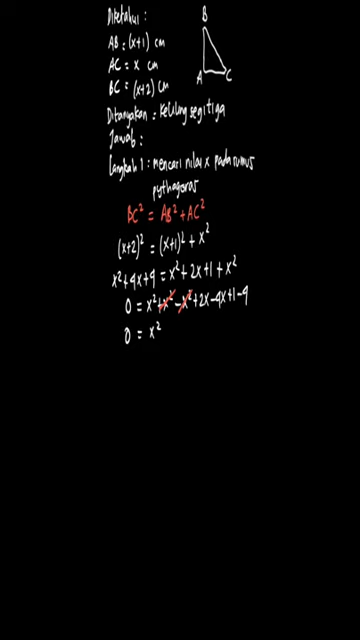 Diketahui :
B
AB = (x+1) cm
AC = x cm
A C
BC = (x+2) cm
Ditanyakan = keliling segitiga
Jawab :
Langkah 1 : mencari nilai x pada rumus
pythagoras
BC² = AB² + AC²
(x+2)² = (x+1)² + x²
x² + 4x + 4 = x² + 2x + 1 + x²
0 = x² + x² - x² + 2x - 4x + 1 - 4
0 = x²